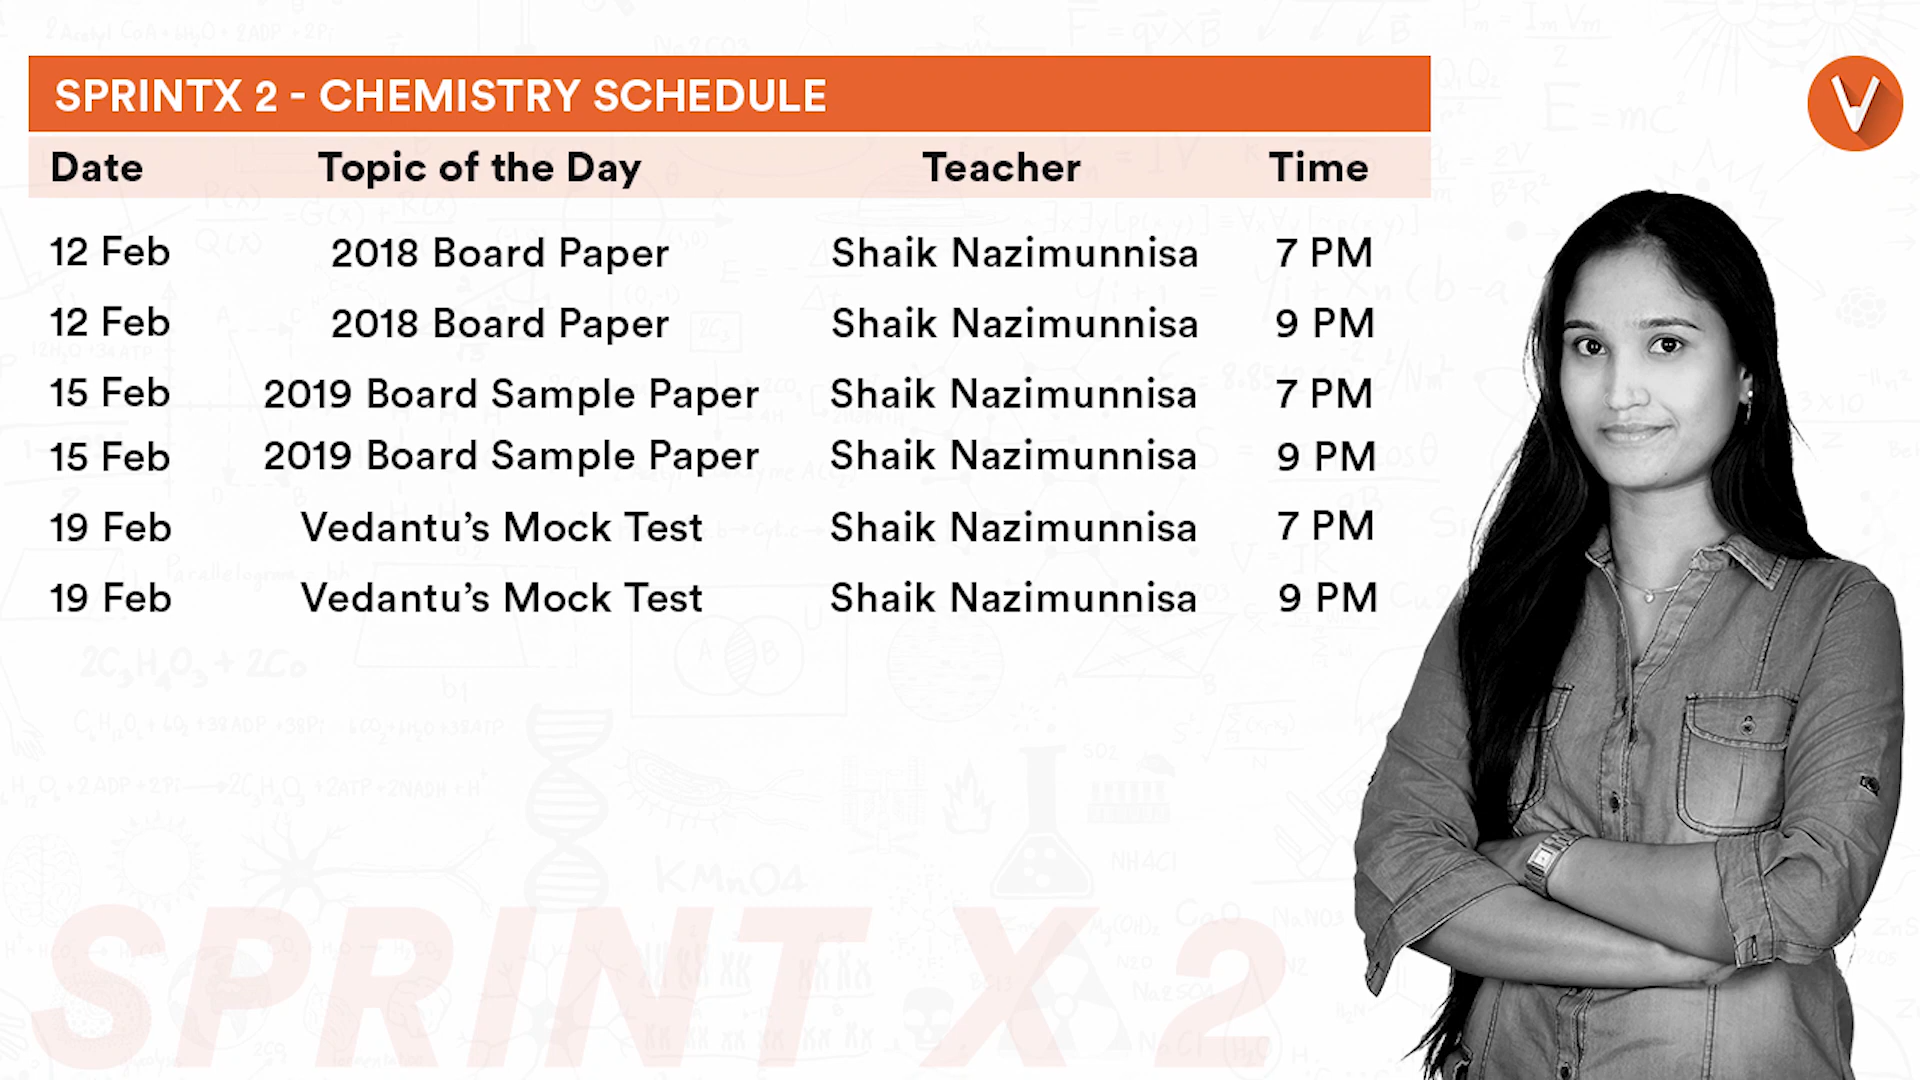 SPRINTX 2 - CHEMISTRY SCHEDULE
Date Topic of the Day Teacher Time
12 Feb 2018 Board Paper Shaik Nazimunnisa 7 PM
12 Feb 2018 Board Paper Shaik Nazimunnisa 9 PM
15 Feb 2019 Board Sample Paper Shaik Nazimunnisa 7 PM
15 Feb 2019 Board Sample Paper Shaik Nazimunnisa 9 PM
19 Feb Vedantu's Mock Test Shaik Nazimunnisa 7 PM
19 Feb Vedantu's Mock Test Shaik Nazimunnisa 9 PM
KMnO4
NH4Cl
SPRINT X 2